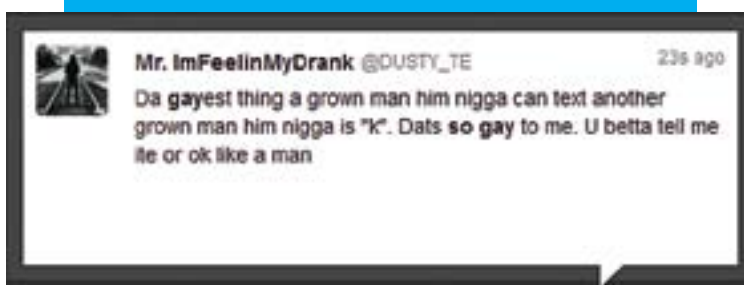 Mr. ImFeelinMyDrank @DUSTY_TE 23s ago
Da gayest thing a grown man him nigga can text another
grown man him nigga is "k". Dats so gay to me. U betta tell me
ite or ok like a man